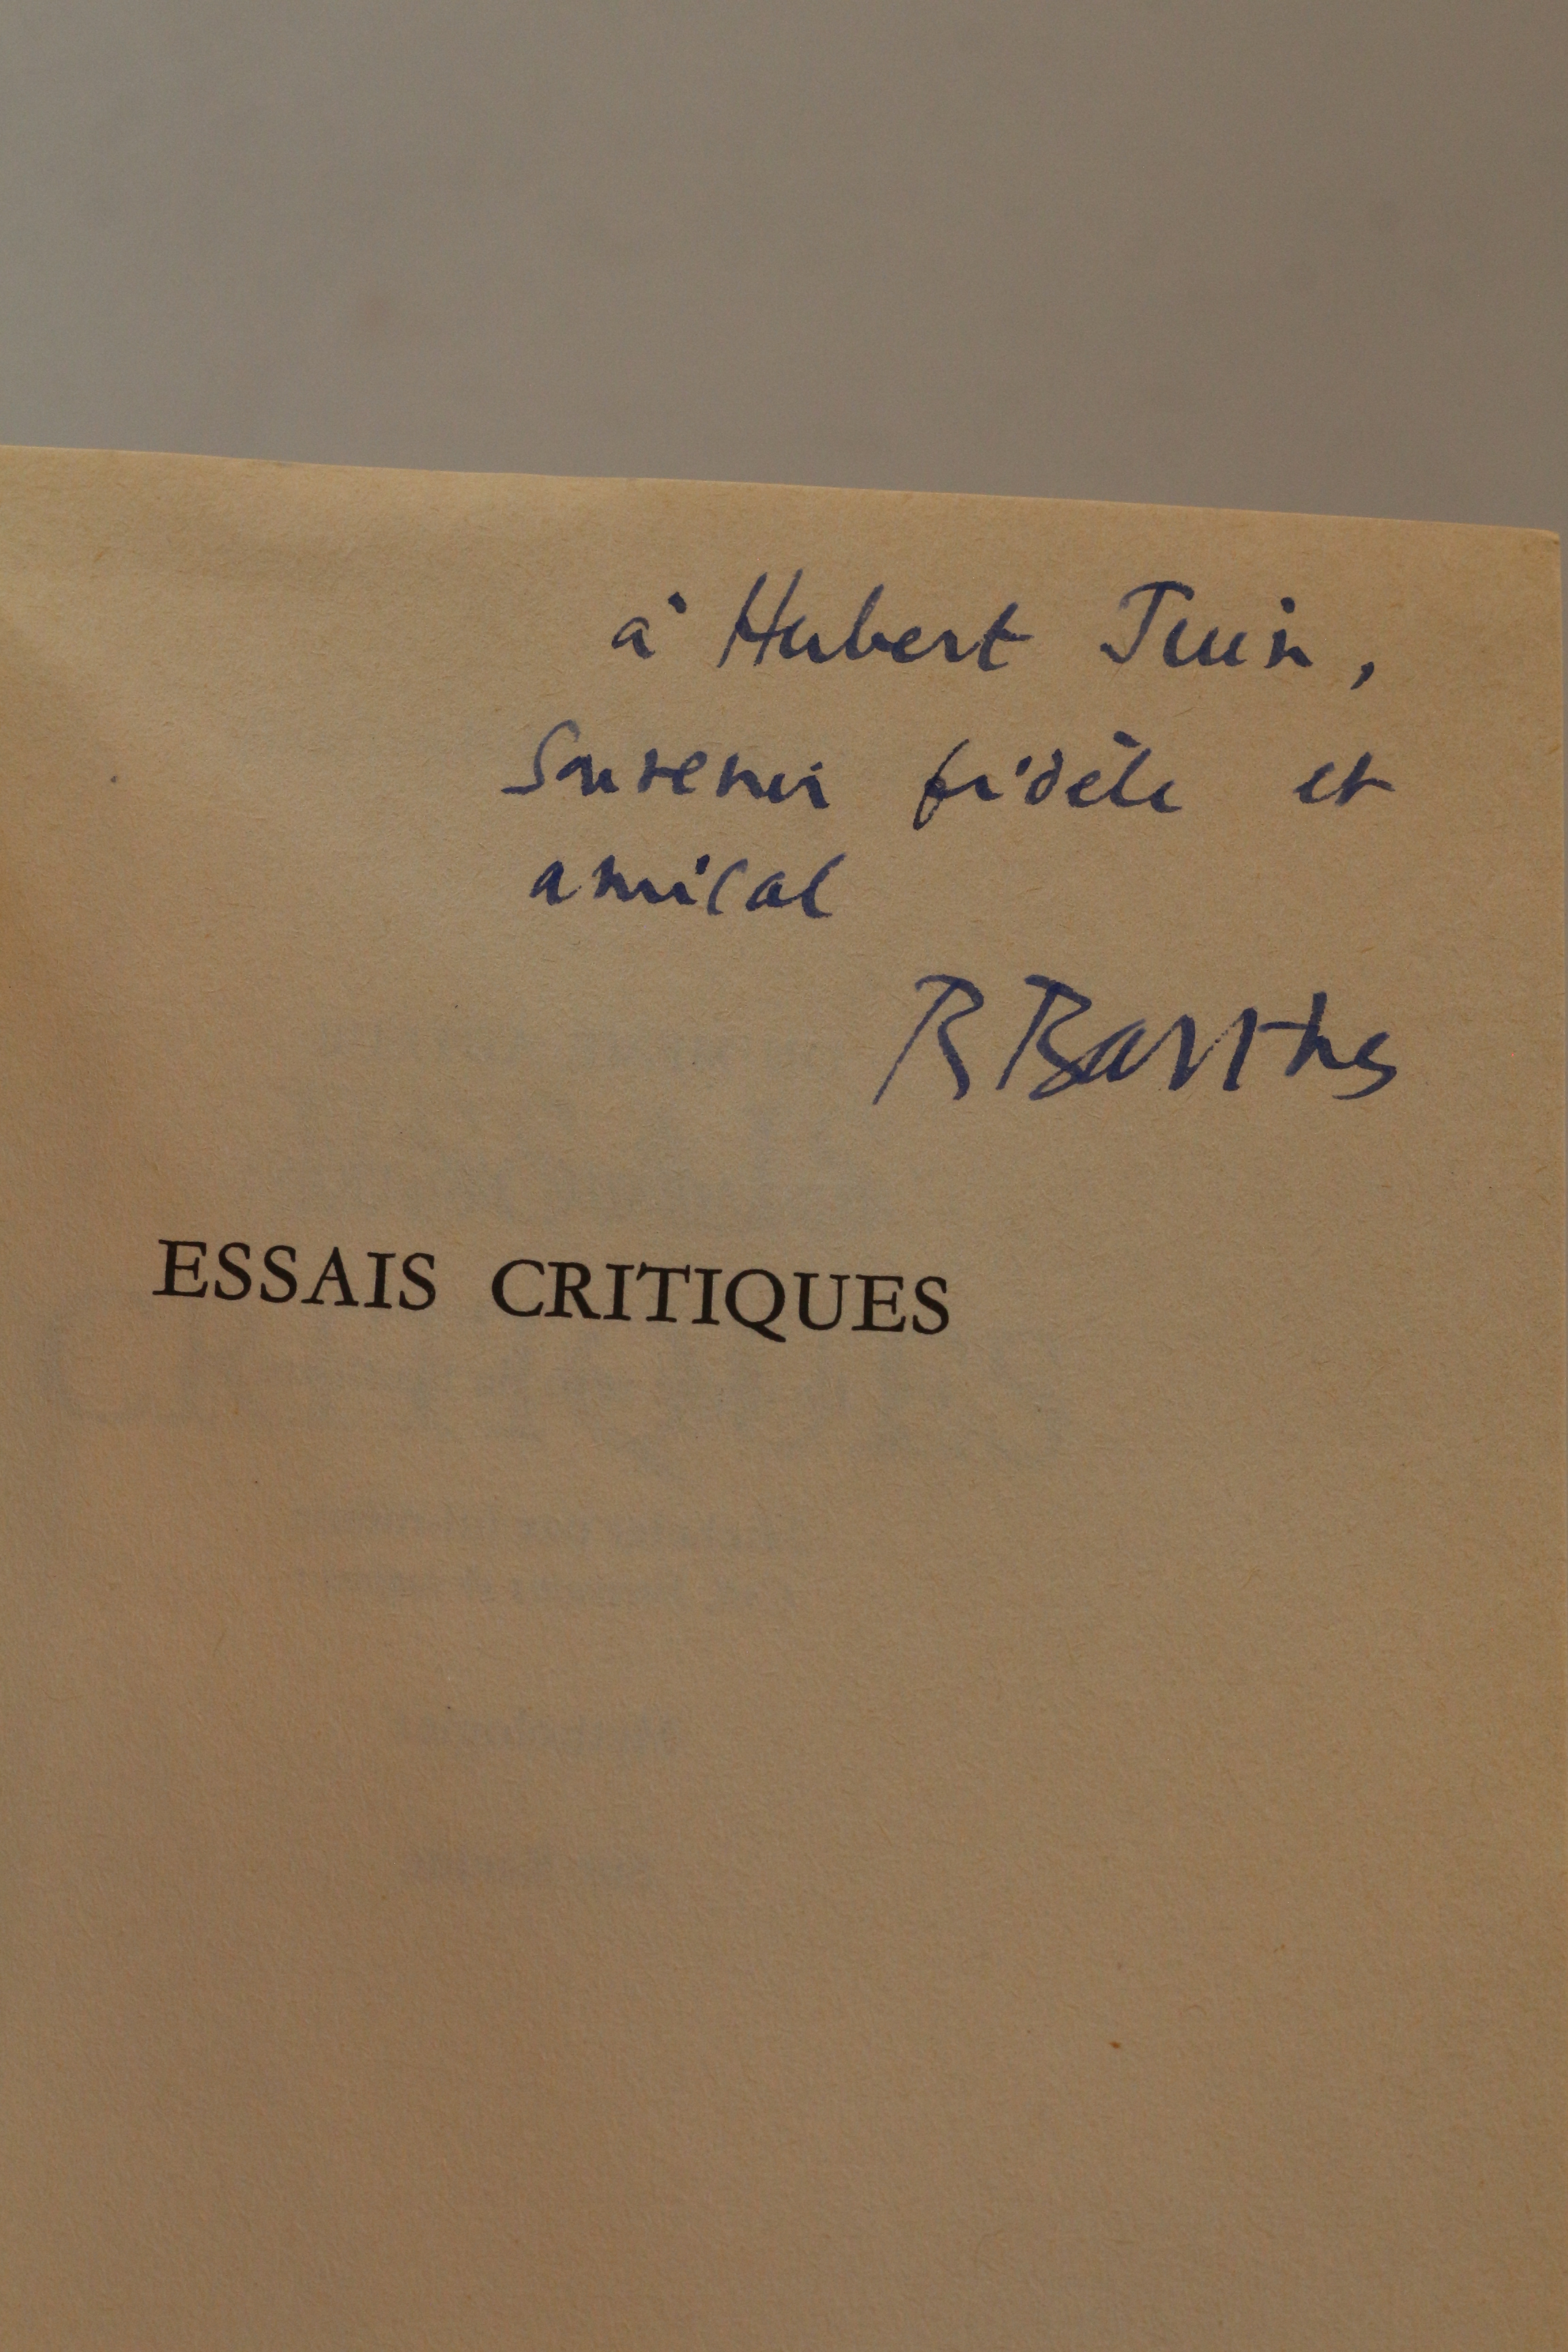 à Hubert Juin,
Souvenir fidèle et
amical
R Barthes
ESSAIS CRITIQUES